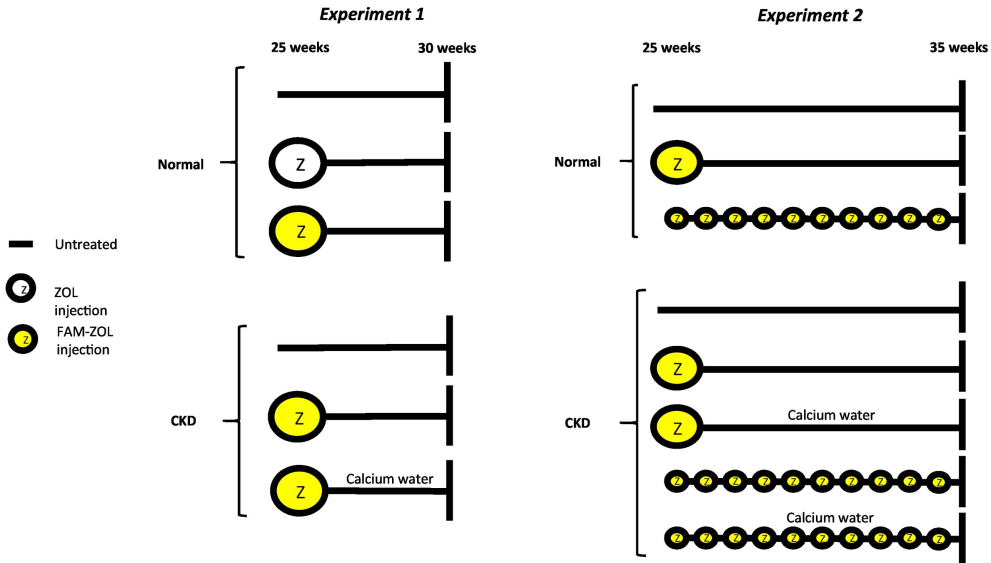 Experiment 1
25 weeks
30 weeks
Normal
Z
Z
CKD
Z
Z
Calcium water
Untreated
Z
ZOL
injection
Z
FAM-ZOL
injection
Experiment 2
25 weeks
35 weeks
Normal
Z
Z Z Z Z Z Z Z Z Z Z
CKD
Z
Z
Calcium water
Z Z Z Z Z Z Z Z Z Z
Calcium water
Z Z Z Z Z Z Z Z Z Z